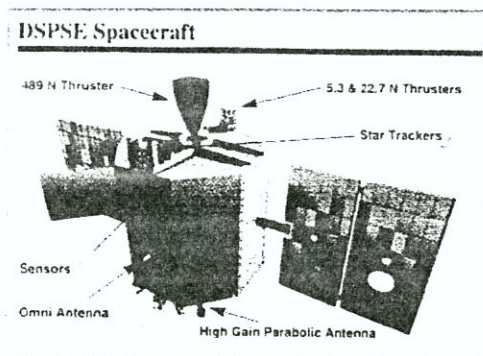 DSPSE Spacecraft
489 N Thruster
5.3 & 22.7 N Thrusters
Star Trackers
Sensors
Omni Antenna
High Gain Parabolic Antenna